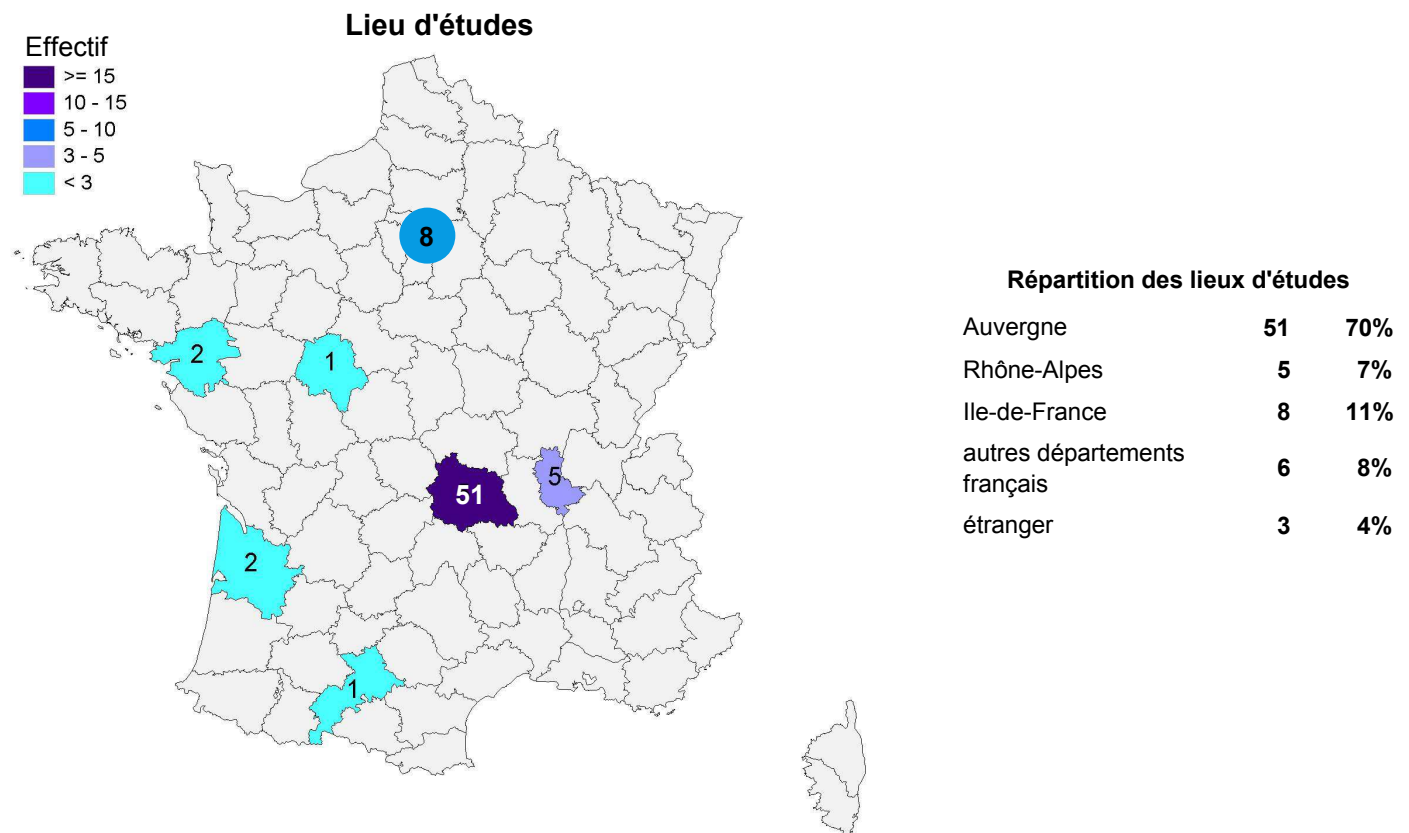 Lieu d'études
Effectif
>= 15
10 - 15
5 - 10
3 - 5
< 3
8
2
1
51
5
2
1
Répartition des lieux d'études
Auvergne 51 70%
Rhône-Alpes 5 7%
Ile-de-France 8 11%
autres départements
français 6 8%
étranger 3 4%